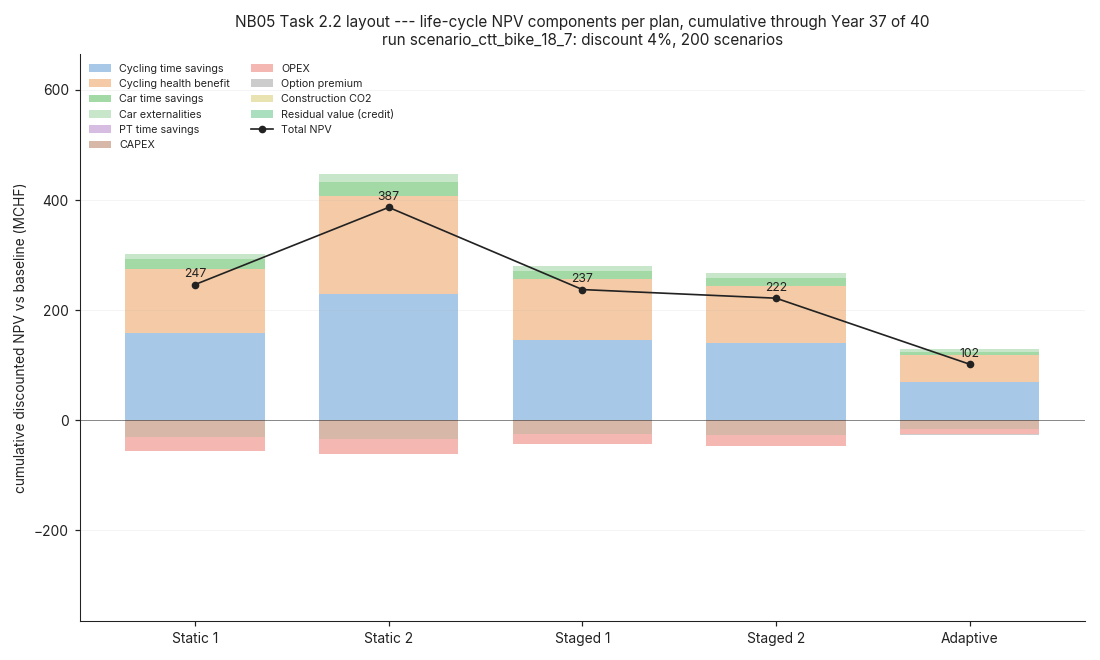 NB05 Task 2.2 layout --- life-cycle NPV components per plan, cumulative through Year 37 of 40
run scenario_ctt_bike_18_7: discount 4%, 200 scenarios
cumulative discounted NPV vs baseline (MCHF)
600
400
200
0
−200
Cycling time savings
Cycling health benefit
Car time savings
Car externalities
PT time savings
CAPEX
OPEX
Option premium
Construction CO2
Residual value (credit)
Total NPV
247
387
237
222
102
Static 1
Static 2
Staged 1
Staged 2
Adaptive